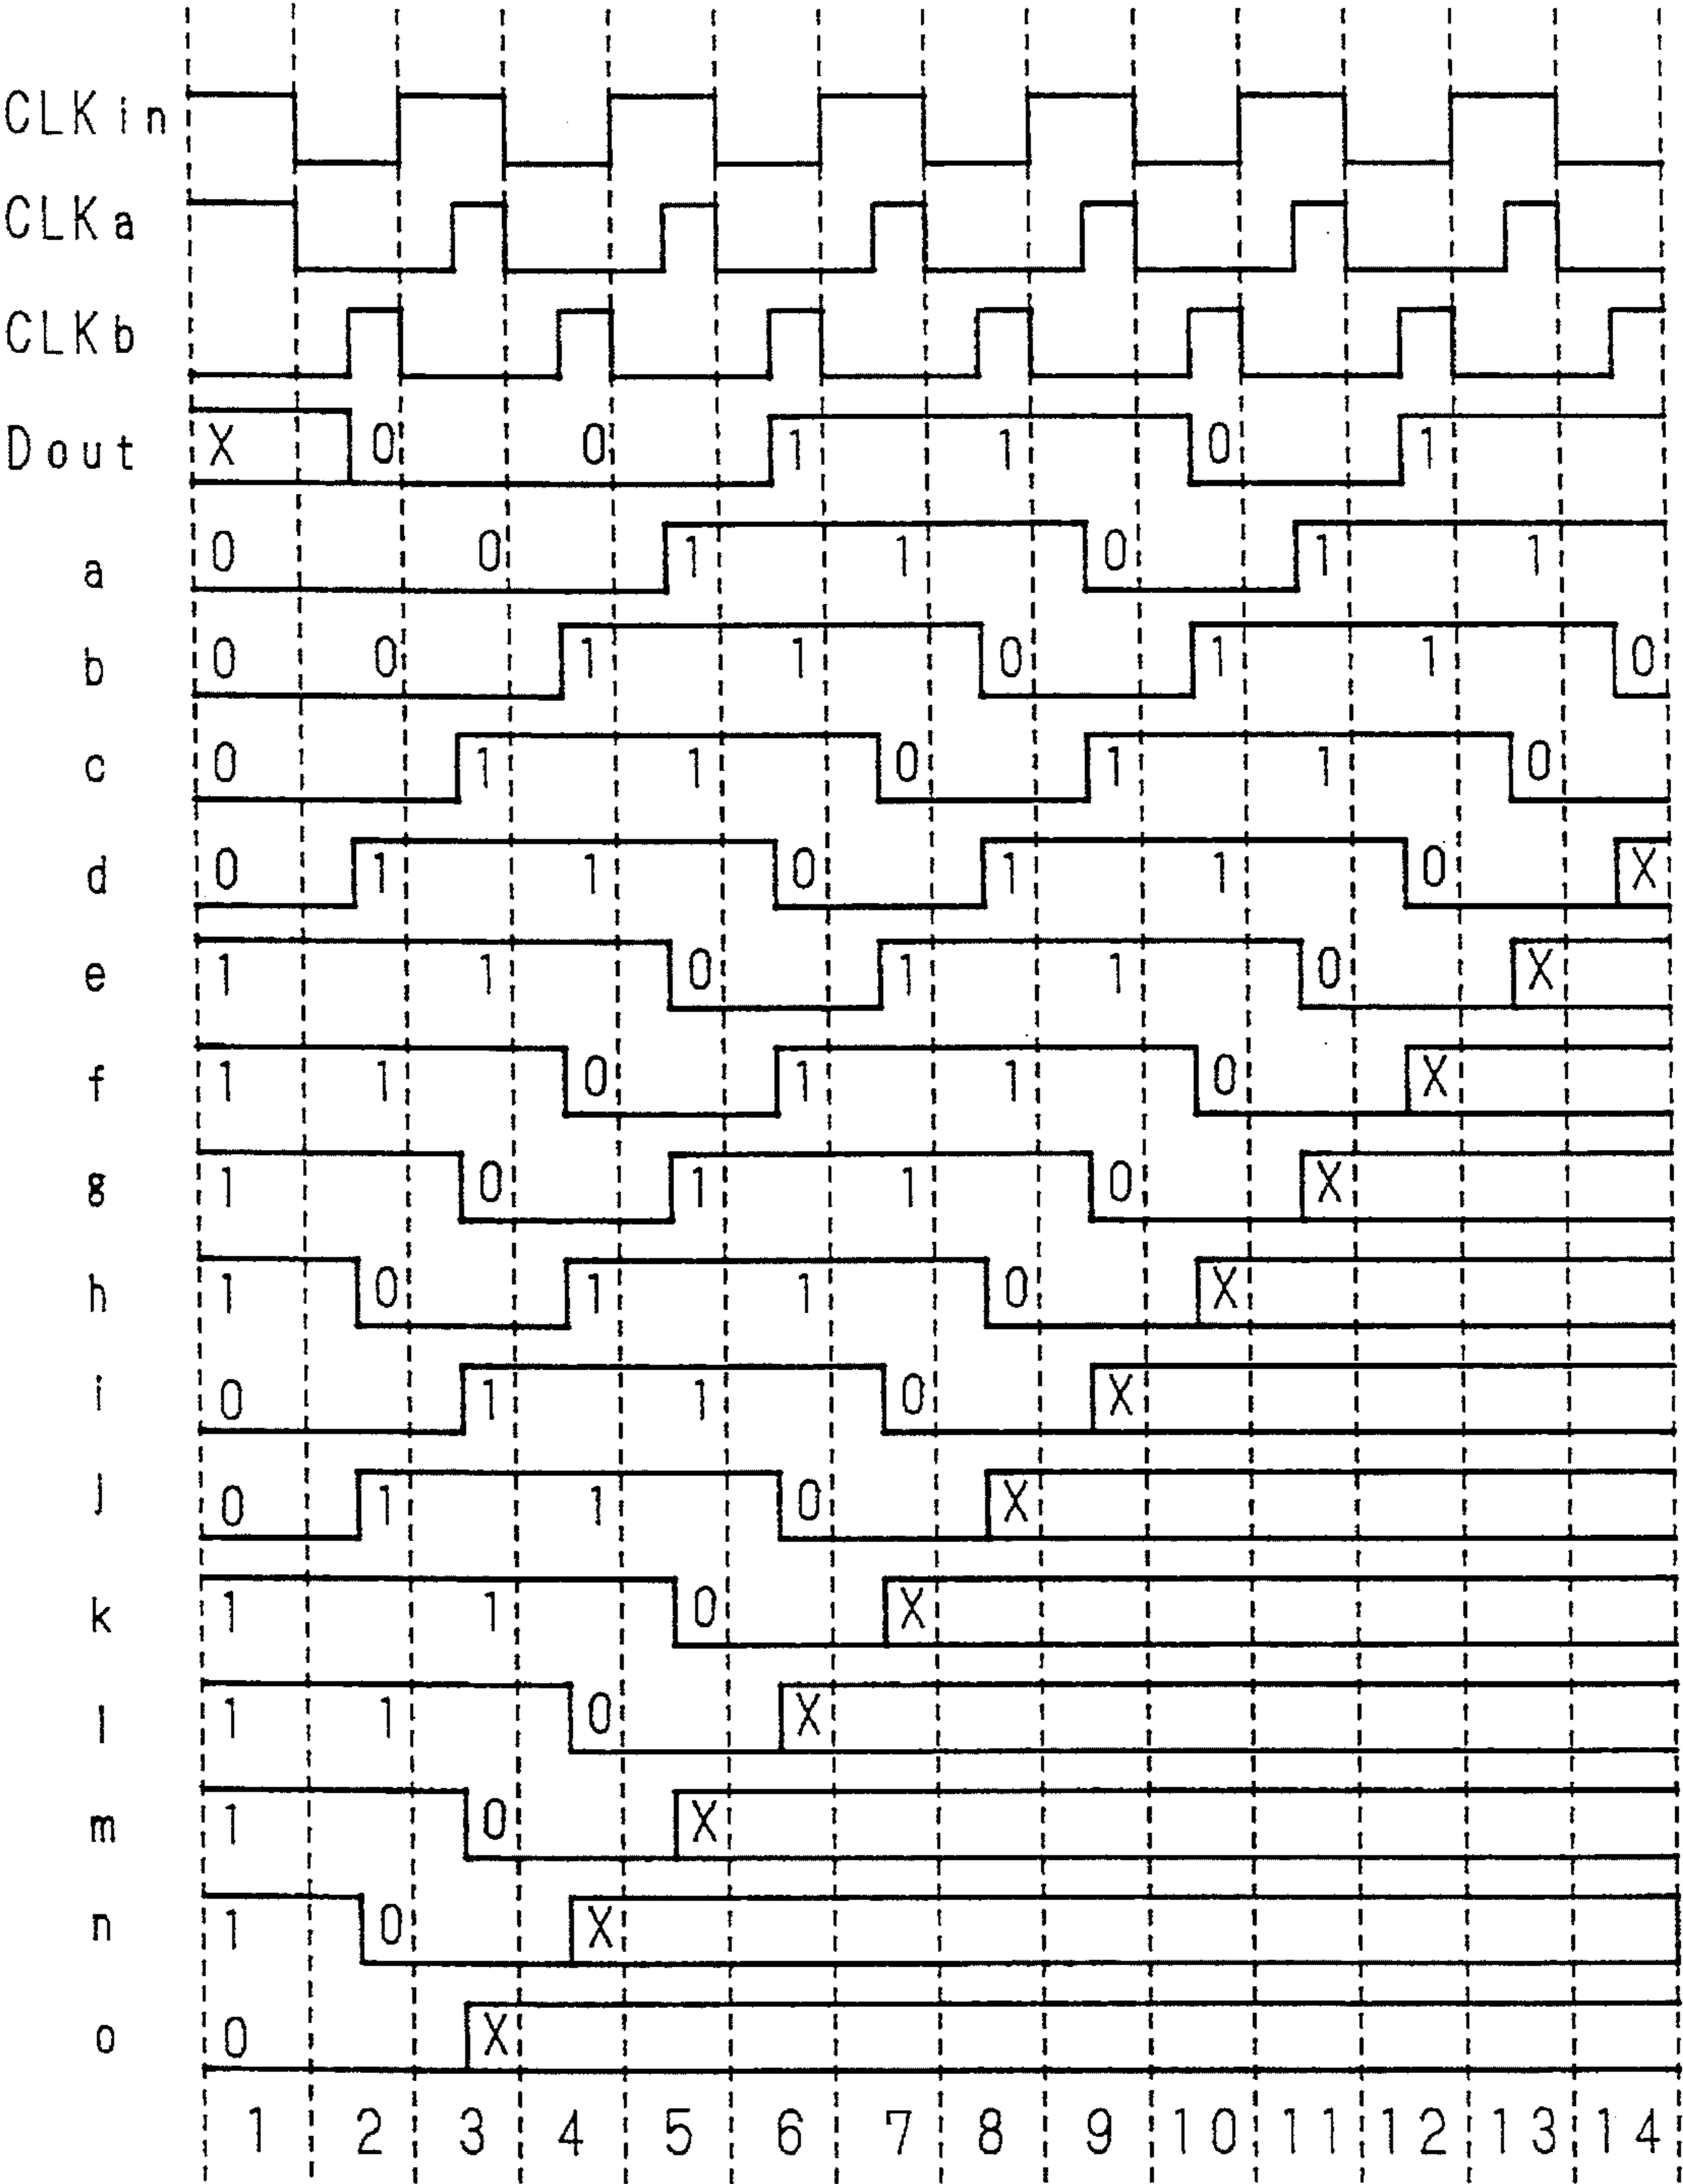 CLKin
CLKa
CLKb
Dout X 0 0 1 1 0 1
a 0 0 1 1 0 1 1
b 0 0 1 1 0 1 1 0
c 0 1 1 0 1 1 0
d 0 1 1 0 1 1 0 X
e 1 1 0 1 1 0 X
f 1 1 0 1 1 0 X
g 1 0 1 1 0 X
h 1 0 1 1 0 X
i 0 1 1 0 X
j 0 1 1 0 X
k 1 1 0 X
l 1 1 0 X
m 1 0 X
n 1 0 X
o 0 X
1 2 3 4 5 6 7 8 9 10 11 12 13 14